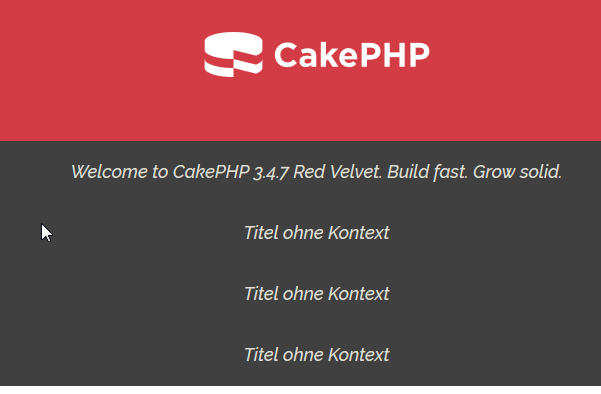 CakePHP
Welcome to CakePHP 3.4.7 Red Velvet. Build fast. Grow solid.
Titel ohne Kontext
Titel ohne Kontext
Titel ohne Kontext